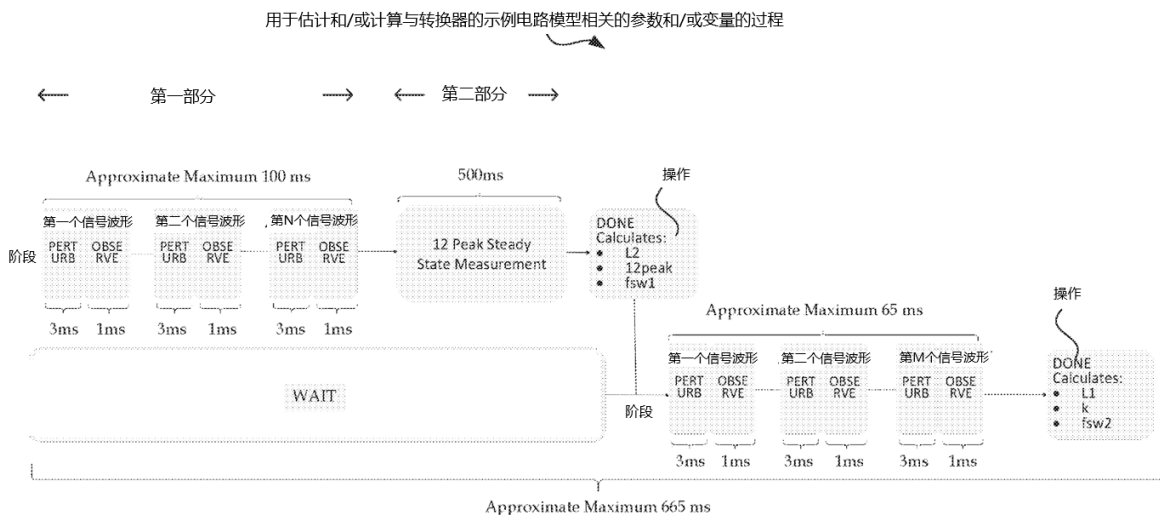 用于估计和/或计算与转换器的示例电路模型相关的参数和/或变量的过程
第一部分
第二部分
Approximate Maximum 100 ms
500ms
操作
第一个信号波形
第二个信号波形
第N个信号波形
阶段
PERT
URB
OBSE
RVE
PERT
URB
OBSE
RVE
PERT
URB
OBSE
RVE
12 Peak Steady
State Measurement
DONE
Calculates:
• L2
• 12peak
• fsw1
3ms
1ms
3ms
1ms
3ms
1ms
Approximate Maximum 65 ms
操作
WAIT
阶段
第一个信号波形
第二个信号波形
第M个信号波形
PERT
URB
OBSE
RVE
PERT
URB
OBSE
RVE
PERT
URB
OBSE
RVE
DONE
Calculates:
• L1
• k
• fsw2
3ms
1ms
3ms
1ms
3ms
1ms
Approximate Maximum 665 ms